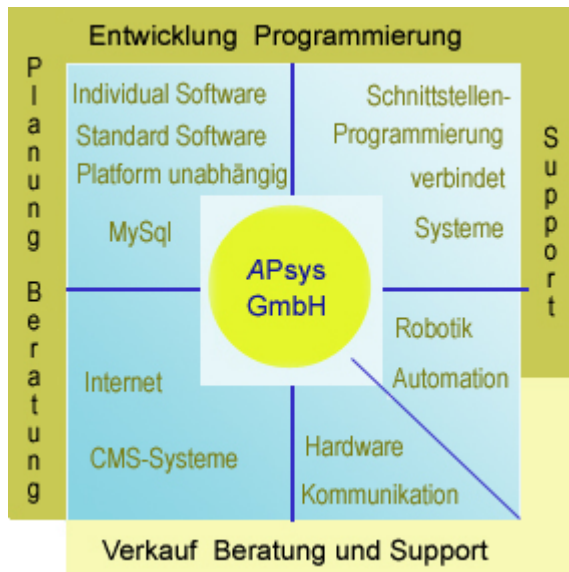 Entwicklung Programmierung
Planung Beratung
Individual Software
Standard Software
Platform unabhängig
MySql
Schnittstellen-
Programmierung
verbindet
Systeme
Support
APsys
GmbH
Internet
CMS-Systeme
Robotik
Automation
Hardware
Kommunikation
Verkauf Beratung und Support